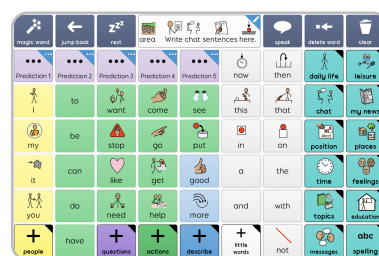 magic wand
jump back
zzz
rest
area Write chat sentences here.
speak
delete word
clear
Prediction 1
Prediction 2
Prediction 3
Prediction 4
Prediction 5
now
then
daily life
leisure
I
to
want
come
see
this
that
chat
my news
my
be
stop
go
put
in
on
position
places
it
can
like
get
good
a
the
time
feelings
you
do
need
help
more
and
with
topics
education
people
have
questions
actions
describe
little
words
not
messages
abc
spelling